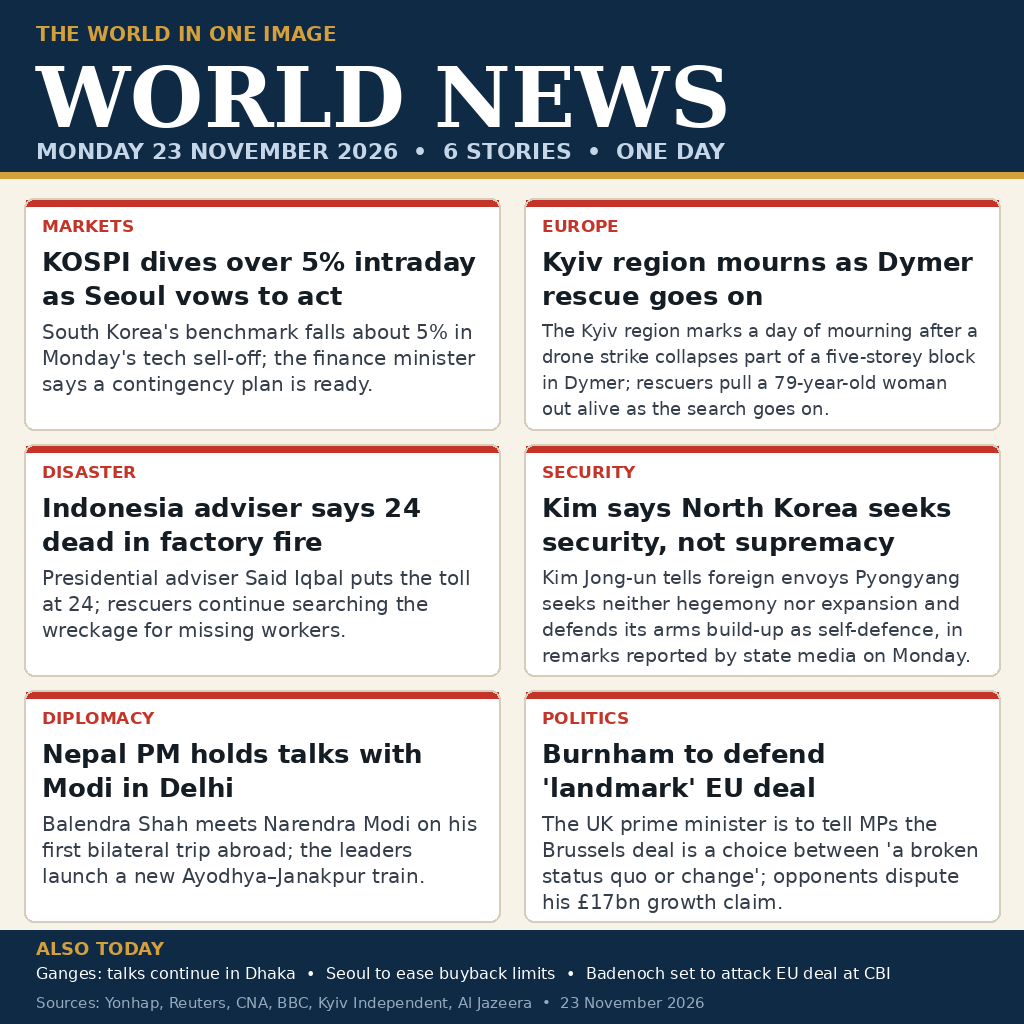 THE WORLD IN ONE IMAGE
WORLD NEWS
MONDAY 23 NOVEMBER 2026 • 6 STORIES • ONE DAY
MARKETS
KOSPI dives over 5% intraday
as Seoul vows to act
South Korea's benchmark falls about 5% in
Monday's tech sell-off; the finance minister
says a contingency plan is ready.
EUROPE
Kyiv region mourns as Dymer
rescue goes on
The Kyiv region marks a day of mourning after a
drone strike collapses part of a five-storey block
in Dymer; rescuers pull a 79-year-old woman
out alive as the search goes on.
DISASTER
Indonesia adviser says 24
dead in factory fire
Presidential adviser Said Iqbal puts the toll
at 24; rescuers continue searching the
wreckage for missing workers.
SECURITY
Kim says North Korea seeks
security, not supremacy
Kim Jong-un tells foreign envoys Pyongyang
seeks neither hegemony nor expansion and
defends its arms build-up as self-defence, in
remarks reported by state media on Monday.
DIPLOMACY
Nepal PM holds talks with
Modi in Delhi
Balendra Shah meets Narendra Modi on his
first bilateral trip abroad; the leaders
launch a new Ayodhya–Janakpur train.
POLITICS
Burnham to defend
'landmark' EU deal
The UK prime minister is to tell MPs the
Brussels deal is a choice between 'a broken
status quo or change'; opponents dispute
his £17bn growth claim.
ALSO TODAY
Ganges: talks continue in Dhaka • Seoul to ease buyback limits • Badenoch set to attack EU deal at CBI
Sources: Yonhap, Reuters, CNA, BBC, Kyiv Independent, Al Jazeera • 23 November 2026